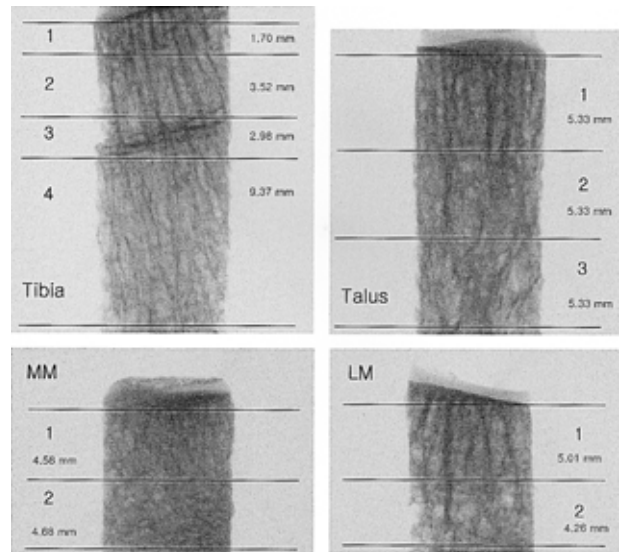 1 1.70 mm
2 3.52 mm
3 2.98 mm
4 9.37 mm
Tibia
1
5.33 mm
2
5.33 mm
3
Talus
5.33 mm
MM
1
4.56 mm
2
4.68 mm
LM
1
5.01 mm
2
4.26 mm